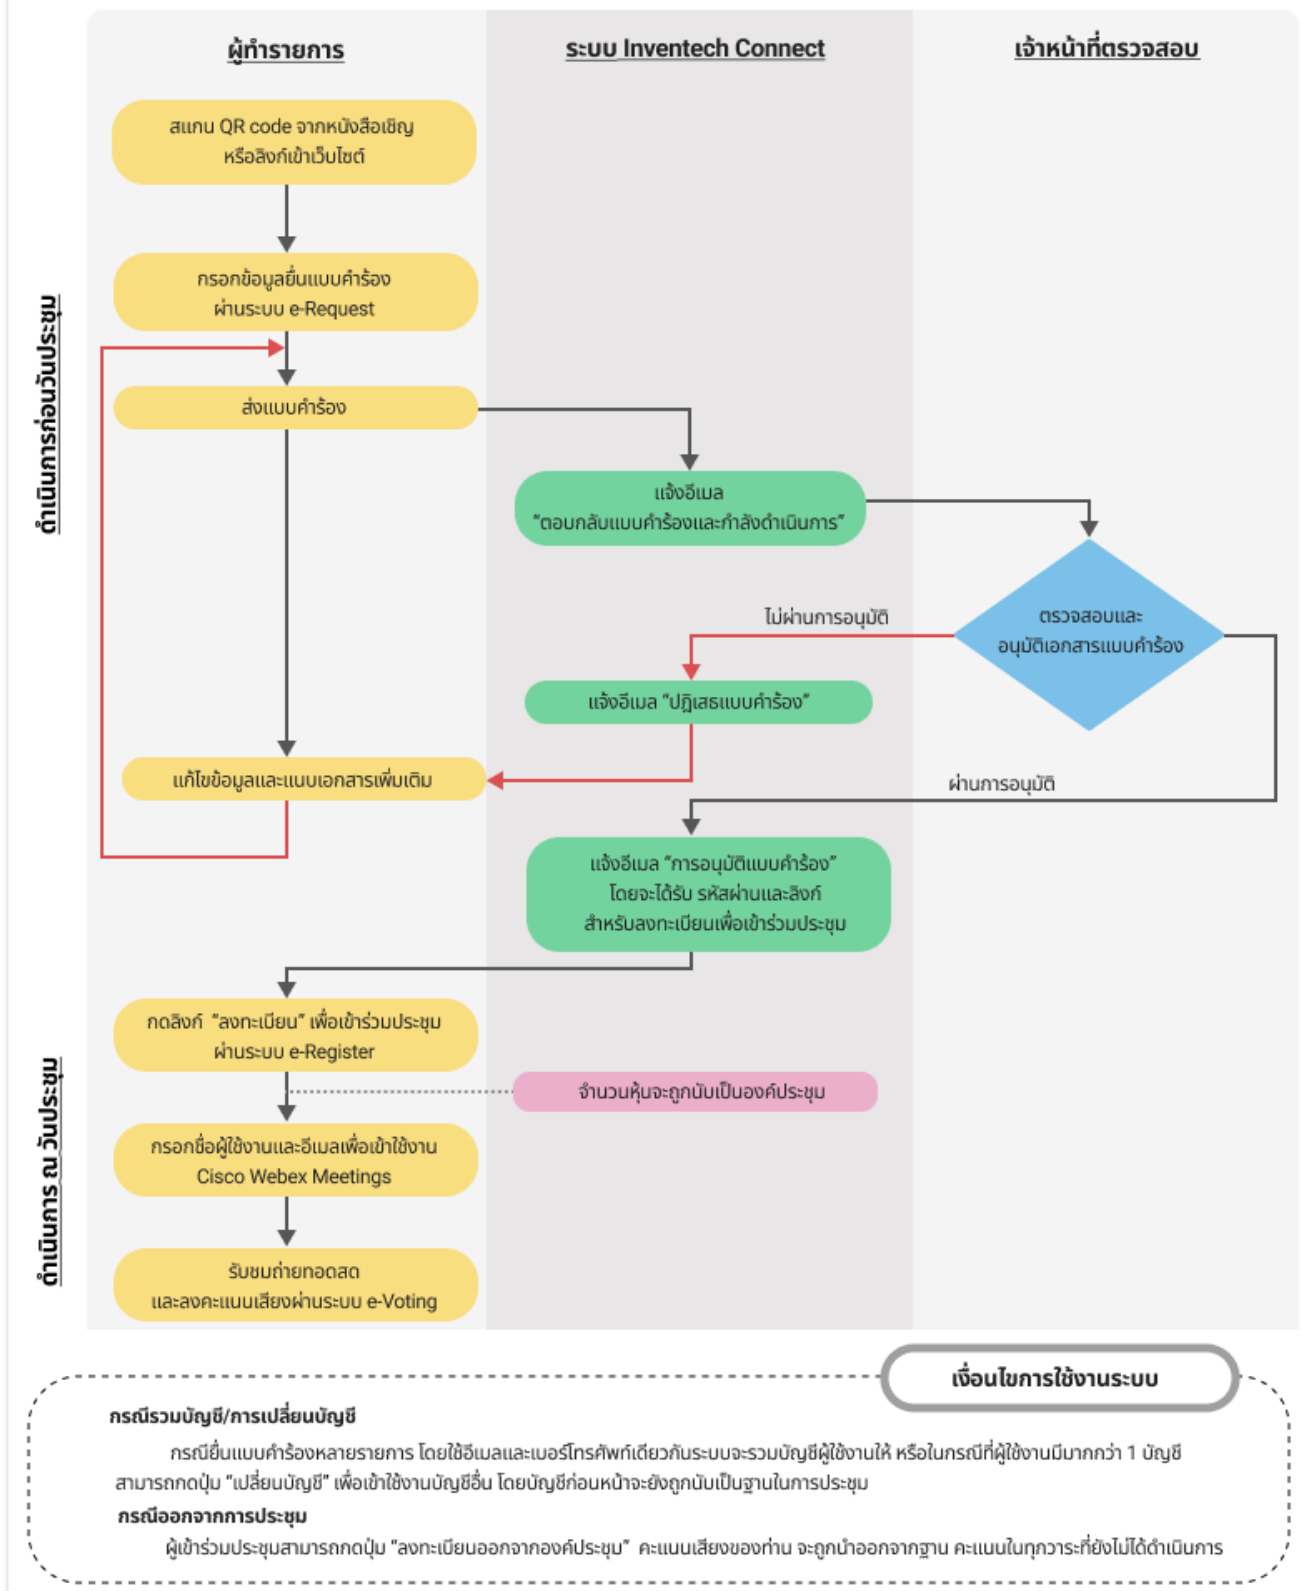 ผู้ทำรายการ
ระบบ Inventech Connect
เจ้าหน้าที่ตรวจสอบ
ดำเนินการก่อนวันประชุม
สแกน QR code จากหนังสือเชิญ
หรือลิงก์เข้าเว็บไซต์
กรอกข้อมูลยื่นแบบคำร้อง
ผ่านระบบ e-Request
ส่งแบบคำร้อง
แจ้งอีเมล
“ตอบกลับแบบคำร้องและกำลังดำเนินการ”
ตรวจสอบและ
อนุมัติเอกสารแบบคำร้อง
ไม่ผ่านการอนุมัติ
แจ้งอีเมล “ปฏิเสธแบบคำร้อง”
แก้ไขข้อมูลและแนบเอกสารเพิ่มเติม
ผ่านการอนุมัติ
แจ้งอีเมล “การอนุมัติแบบคำร้อง”
โดยจะได้รับ รหัสผ่านและลิงก์
สำหรับลงทะเบียนเพื่อเข้าร่วมประชุม
ดำเนินการ ณ วันประชุม
กดลิงก์ “ลงทะเบียน” เพื่อเข้าร่วมประชุม
ผ่านระบบ e-Register
จำนวนหุ้นจะถูกนับเป็นองค์ประชุม
กรอกชื่อผู้ใช้งานและอีเมลเพื่อเข้าใช้งาน
Cisco Webex Meetings
รับชมถ่ายทอดสด
และลงคะแนนเสียงผ่านระบบ e-Voting
เงื่อนไขการใช้งานระบบ
กรณีรวมบัญชี/การเปลี่ยนบัญชี
กรณียื่นแบบคำร้องหลายรายการ โดยใช้อีเมลและเบอร์โทรศัพท์เดียวกันระบบจะรวมบัญชีผู้ใช้งานให้ หรือในกรณีที่ผู้ใช้งานมีมากกว่า 1 บัญชี
สามารถกดปุ่ม “เปลี่ยนบัญชี” เพื่อเข้าใช้งานบัญชีอื่น โดยบัญชีก่อนหน้าจะยังถูกนับเป็นฐานในการประชุม
กรณีออกจากการประชุม
ผู้เข้าร่วมประชุมสามารถกดปุ่ม “ลงทะเบียนออกจากองค์ประชุม” คะแนนเสียงของท่าน จะถูกนำออกจากฐาน คะแนนในทุกวาระที่ยังไม่ได้ดำเนินการ